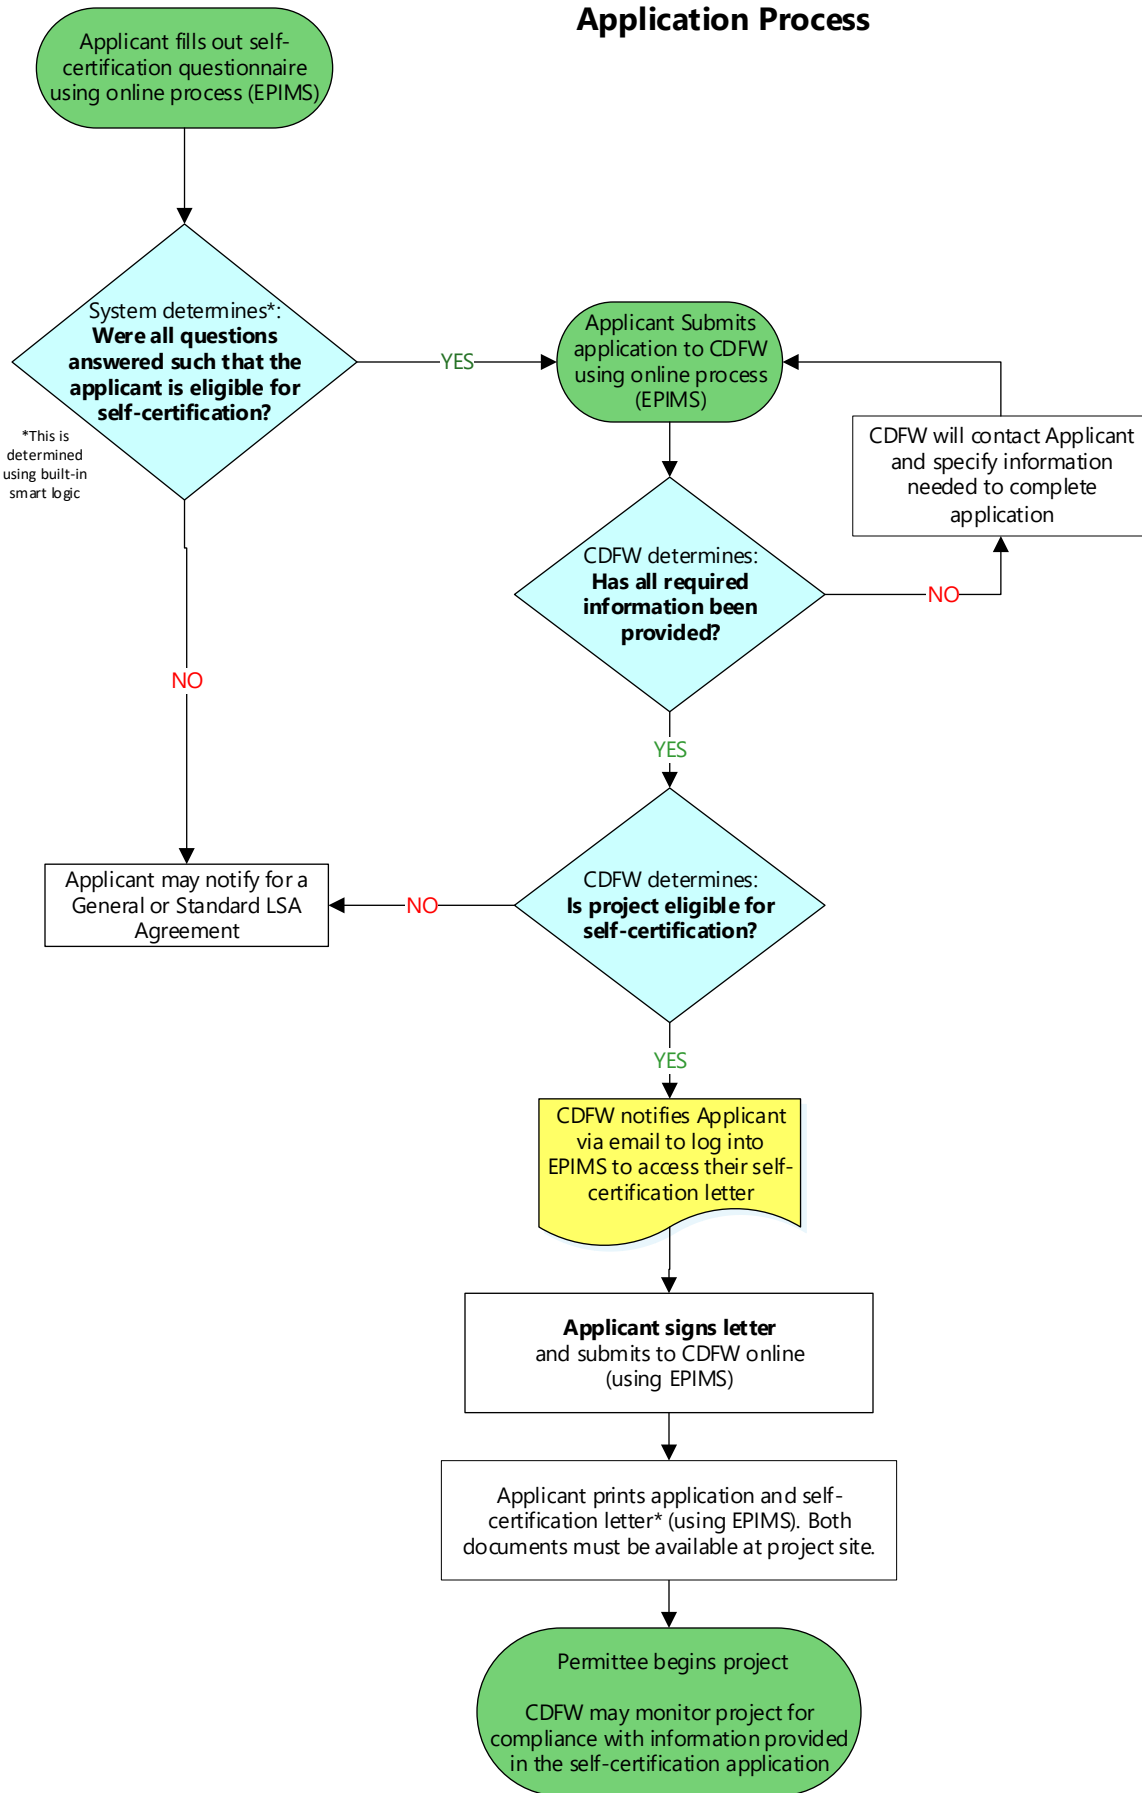 Application Process
Applicant fills out self-
certification questionnaire
using online process (EPIMS)
System determines*:
Were all questions
answered such that the
applicant is eligible for
self-certification?
*This is
determined
using built-in
smart logic
YES
Applicant Submits
application to CDFW
using online process
(EPIMS)
CDFW will contact Applicant
and specify information
needed to complete
application
CDFW determines:
Has all required
information been
provided?
NO
NO
YES
Applicant may notify for a
General or Standard LSA
Agreement
NO
CDFW determines:
Is project eligible for
self-certification?
YES
CDFW notifies Applicant
via email to log into
EPIMS to access their self-
certification letter
Applicant signs letter
and submits to CDFW online
(using EPIMS)
Applicant prints application and self-
certification letter* (using EPIMS). Both
documents must be available at project site.
Permittee begins project
CDFW may monitor project for
compliance with information provided
in the self-certification application